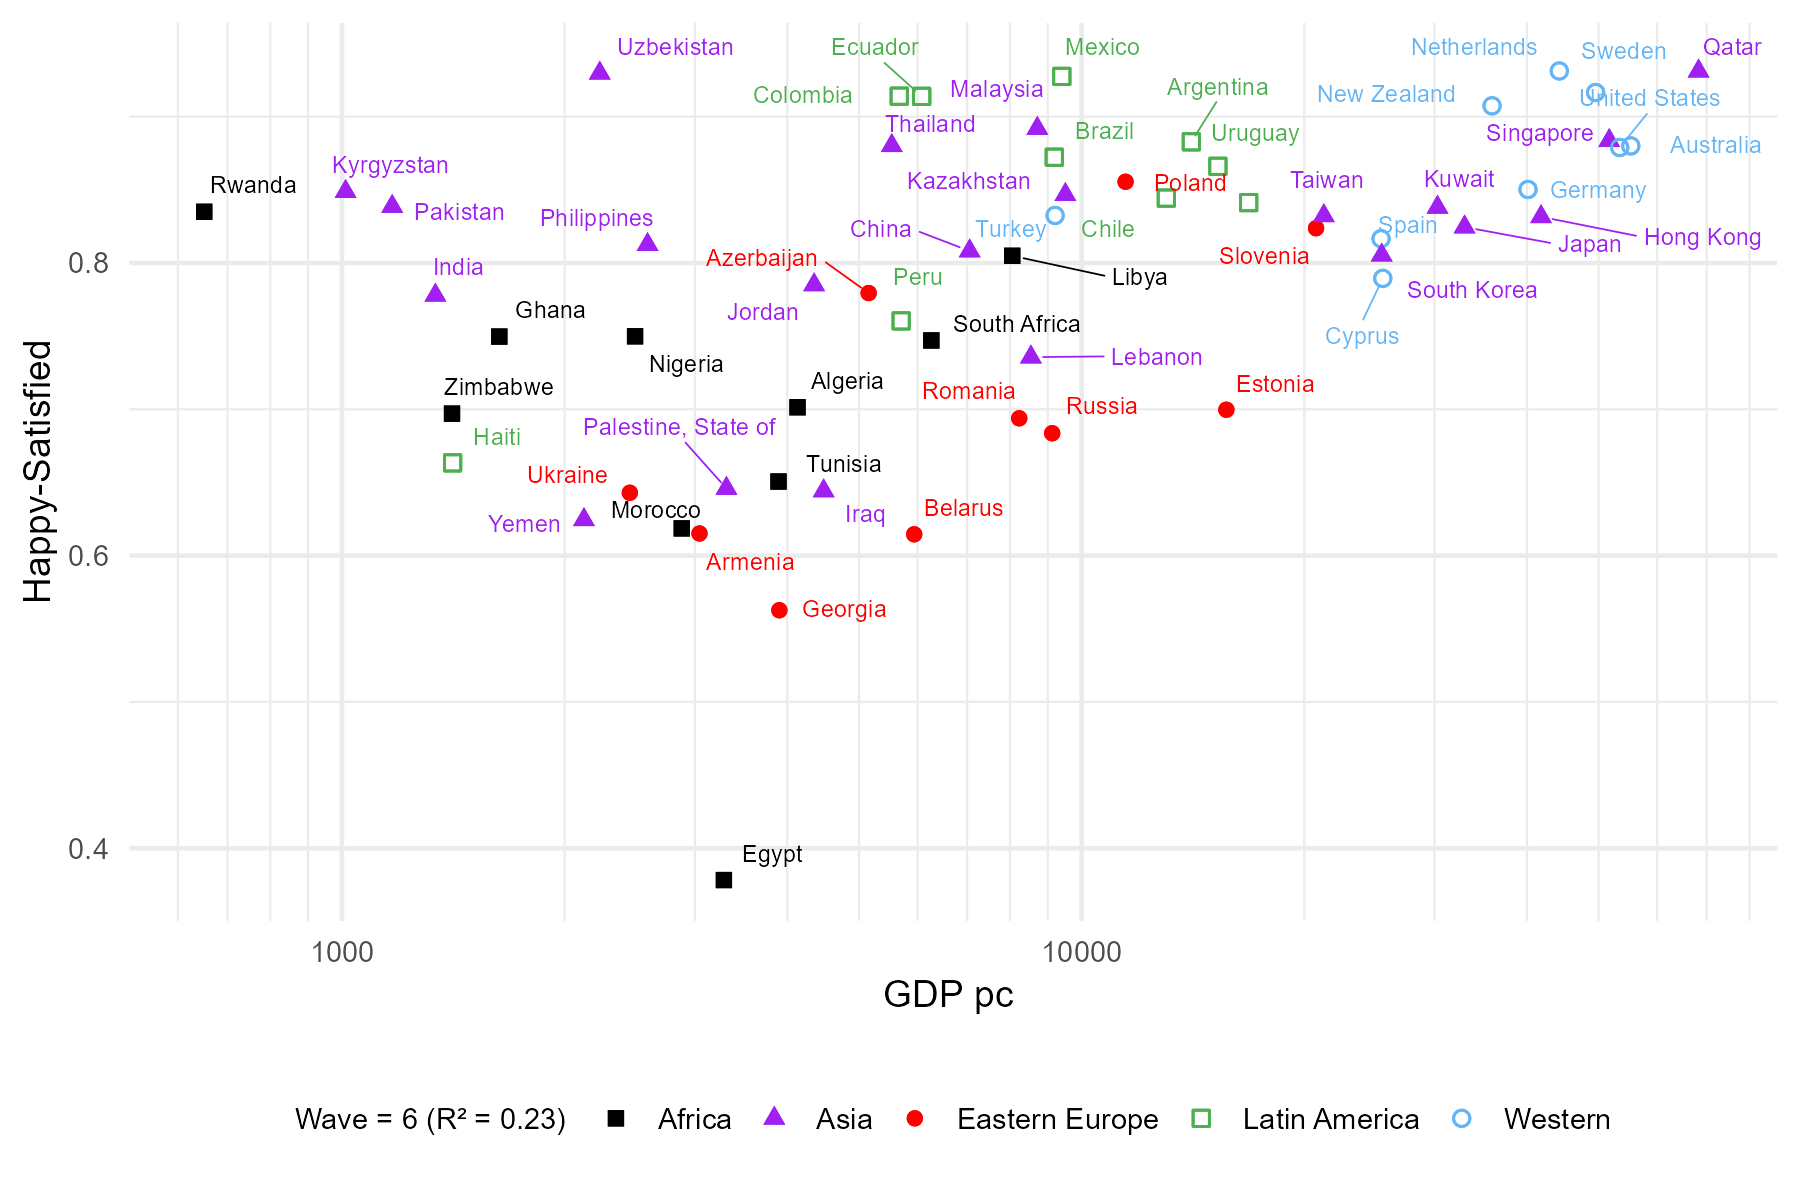 Uzbekistan
Ecuador
Mexico
Netherlands
Sweden
Qatar
Colombia
Malaysia
Argentina
New Zealand
United States
Thailand
Brazil
Uruguay
Singapore
Australia
Kyrgyzstan
Rwanda
Kazakhstan
Poland
Taiwan
Kuwait
Germany
Pakistan
Philippines
China
Turkey
Chile
Spain
Hong Kong
Japan
Azerbaijan
Slovenia
0.8
India
Peru
Libya
South Korea
Ghana
Jordan
South Africa
Cyprus
Nigeria
Lebanon
Zimbabwe
Algeria
Romania
Estonia
Russia
Haiti
Palestine, State of
Ukraine
Tunisia
Yemen
Morocco
Iraq
Belarus
0.6
Armenia
Georgia
0.4
Egypt
Happy-Satisfied
1000
10000
GDP pc
Wave = 6 (R² = 0.23) Africa Asia Eastern Europe Latin America Western